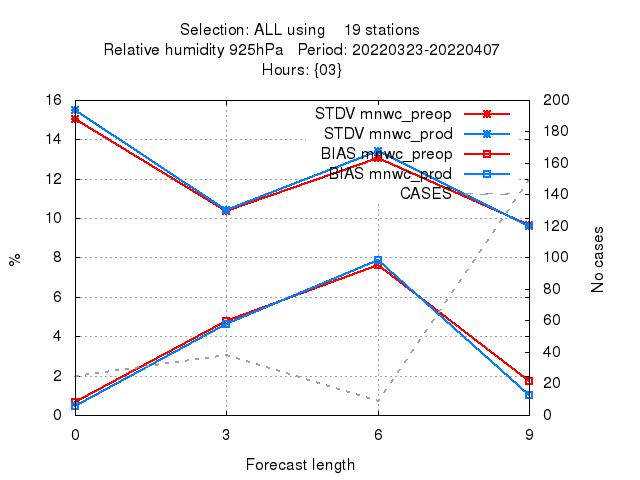 Selection: ALL using 19 stations
Relative humidity 925hPa Period: 20220323-20220407
Hours: {03}
16
14
12
10
8
6
4
2
0
%
200
180
160
140
120
100
80
60
40
20
0
No cases
STDV mnwc_preop
STDV mnwc_prod
BIAS mnwc_preop
BIAS mnwc_prod
CASES
0 3 6 9
Forecast length